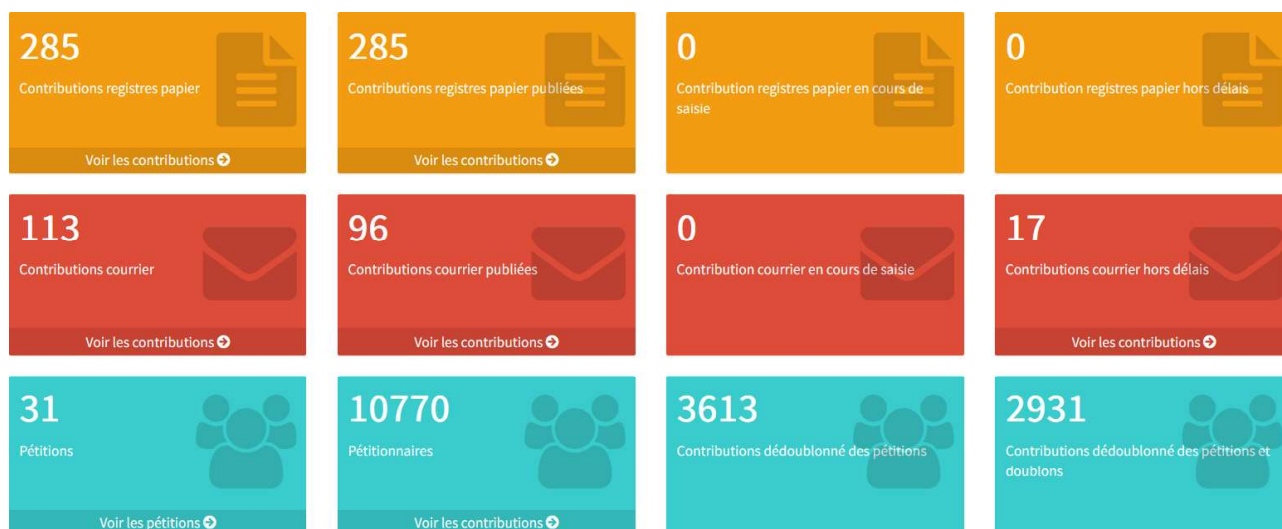 285
Contributions registres papier
Voir les contributions
285
Contributions registres papier publiées
Voir les contributions
0
Contribution registres papier en cours de
saisie
0
Contribution registres papier hors délais
113
Contributions courrier
Voir les contributions
96
Contributions courrier publiées
Voir les contributions
0
Contribution courrier en cours de saisie
17
Contributions courrier hors délais
Voir les contributions
31
Pétitions
Voir les pétitions
10770
Pétitionnaires
Voir les contributions
3613
Contributions dédoublonné des pétitions
2931
Contributions dédoublonné des pétitions et
doublons